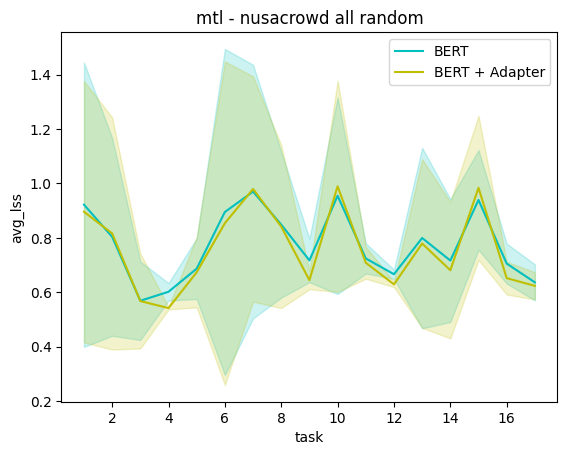 mtl - nusacrowd all random
BERT
BERT + Adapter
avg_lss
1.4
1.2
1.0
0.8
0.6
0.4
0.2
2 4 6 8 10 12 14 16
task